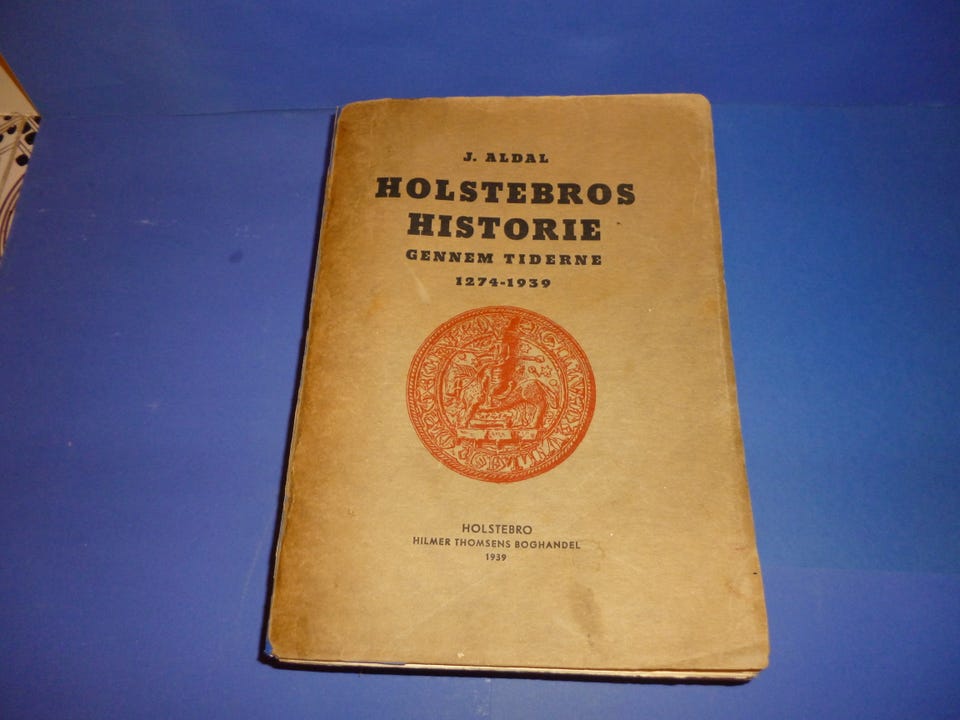 J. ALDAL
HOLSTEBROS
HISTORIE
GENNEM TIDERNE
1274-1939
HOLSTEBRO
HILMER THOMSENS BOGHANDEL
1939